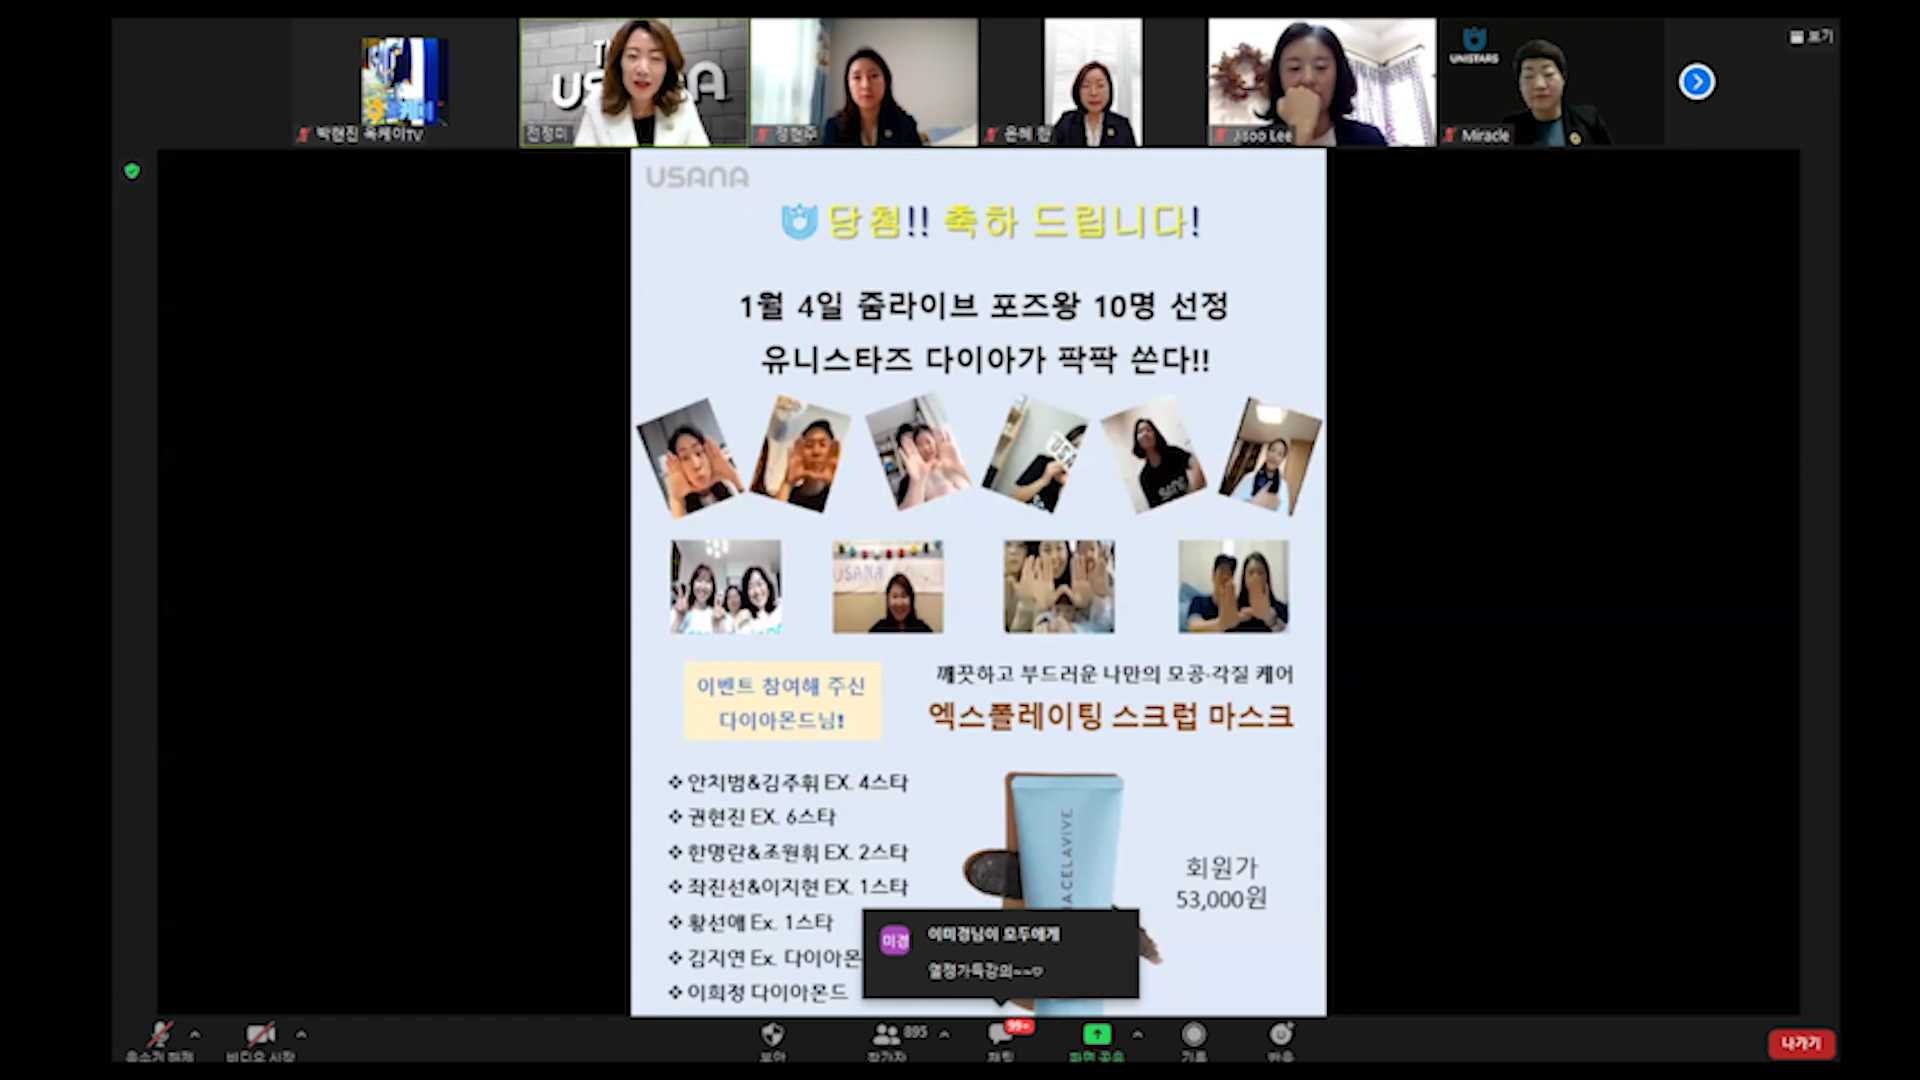 UNISTARS
보기
박현진 옥케이TV
전정미
정현주
은혜 함
Jisoo Lee
Miracle
USANA
당첨!! 축하 드립니다!
1월 4일 줌라이브 포즈왕 10명 선정
유니스타즈 다이아가 팍팍 쏜다!!
USANA
이벤트 참여해 주신
다이아몬드님!
깨끗하고 부드러운 나만의 모공·각질 케어
엑스폴레이팅 스크럽 마스크
❖ 안치범&김주휘 EX. 4스타
❖ 권현진 EX. 6스타
❖ 한명란&조원휘 EX. 2스타
❖ 좌진선&이지현 EX. 1스타
❖ 황선애 Ex. 1스타
❖ 김지연 Ex. 다이아몬
❖ 이희정 다이아몬드
회원가
53,000원
미경
이미경님이 모두에게
열정가득강의~~♡
음소거 해제
비디오 시작
보안
895
참가자
99+
채팅
화면 공유
기록
반응
나가기